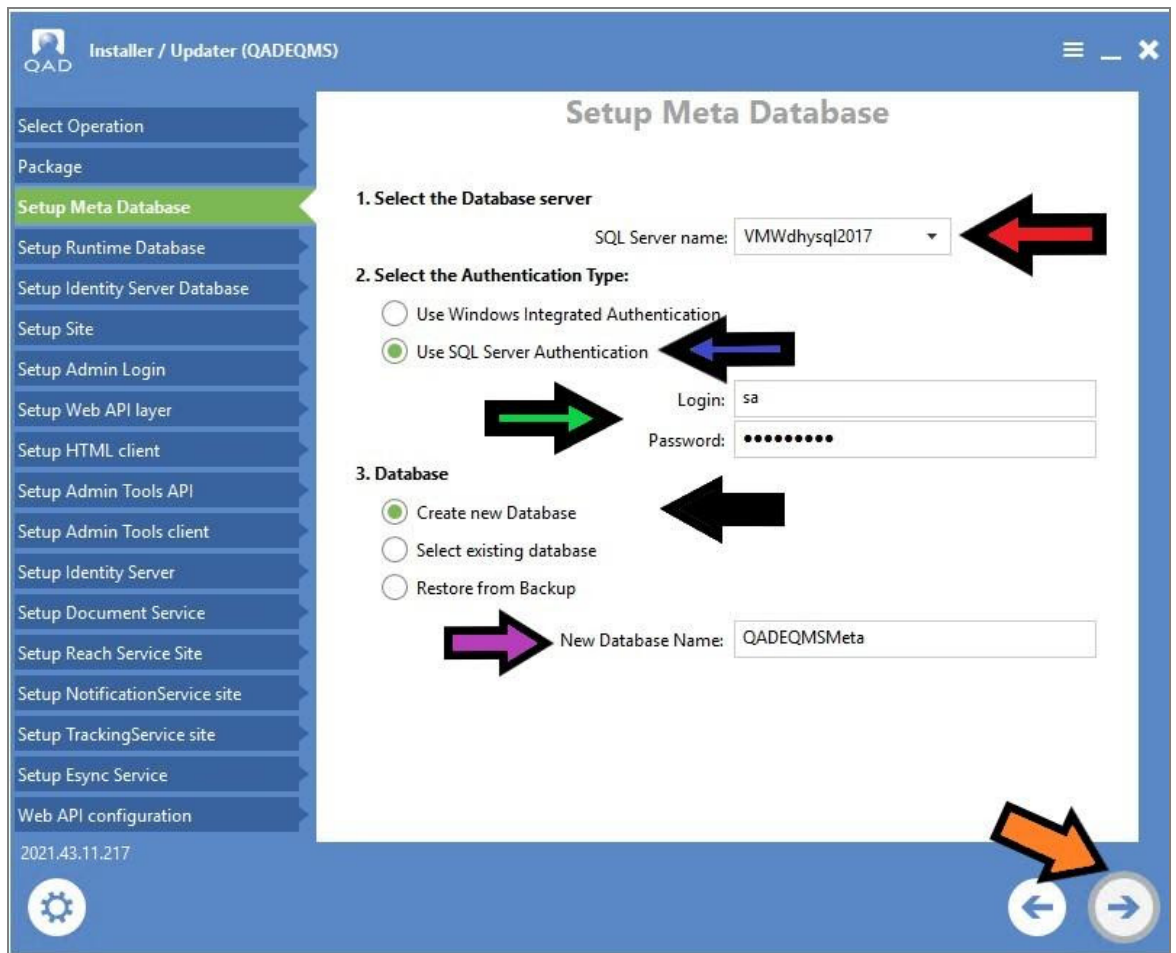 QAD
Installer / Updater (QADEQMS)
Select Operation
Package
Setup Meta Database
Setup Runtime Database
Setup Identity Server Database
Setup Site
Setup Admin Login
Setup Web API layer
Setup HTML client
Setup Admin Tools API
Setup Admin Tools client
Setup Identity Server
Setup Document Service
Setup Reach Service Site
Setup NotificationService site
Setup TrackingService site
Setup Esync Service
Web API configuration
2021.43.11.217
Setup Meta Database
1. Select the Database server
SQL Server name: VMWdhysql2017
2. Select the Authentication Type:
Use Windows Integrated Authentication
Use SQL Server Authentication
Login: sa
Password: •••••••••
3. Database
Create new Database
Select existing database
Restore from Backup
New Database Name: QADEQMSMeta